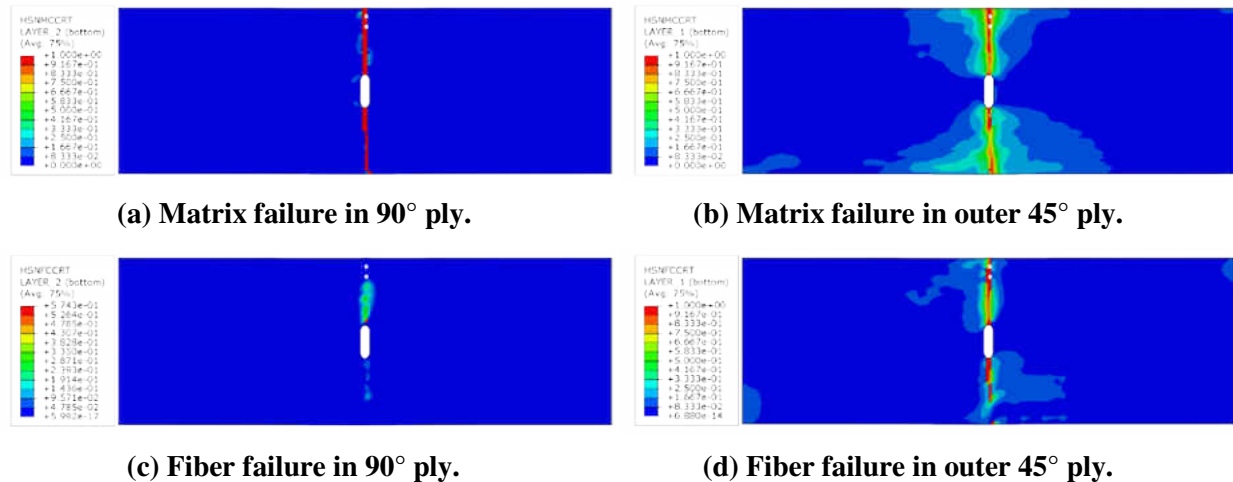 HSNMCCRT
LAYER_2 (bottom)
(Avg: 75%)
+1.000e+00
+9.167e-01
+8.333e-01
+7.500e-01
+6.667e-01
+5.833e-01
+5.000e-01
+4.167e-01
+3.333e-01
+2.500e-01
+1.667e-01
+8.333e-02
+0.000e+00
HSNMCCRT
LAYER_1 (bottom)
(Avg: 75%)
+1.000e+00
+9.167e-01
+8.333e-01
+7.500e-01
+6.667e-01
+5.833e-01
+5.000e-01
+4.167e-01
+3.333e-01
+2.500e-01
+1.667e-01
+8.333e-02
+0.000e+00
(a) Matrix failure in 90° ply.
(b) Matrix failure in outer 45° ply.
HSNFCCRT
LAYER_2 (bottom)
(Avg: 75%)
+5.743e-01
+5.264e-01
+4.785e-01
+4.307e-01
+3.828e-01
+3.350e-01
+2.871e-01
+2.393e-01
+1.914e-01
+1.436e-01
+9.571e-02
+4.785e-02
HSNFCCRT
LAYER_1 (bottom)
(Avg: 75%)
+1.000e+00
+9.167e-01
+8.333e-01
+7.500e-01
+6.667e-01
+5.833e-01
+5.000e-01
+4.167e-01
+3.333e-01
+2.500e-01
+1.667e-01
+8.333e-02
+6.880e-14
(c) Fiber failure in 90° ply.
(d) Fiber failure in outer 45° ply.